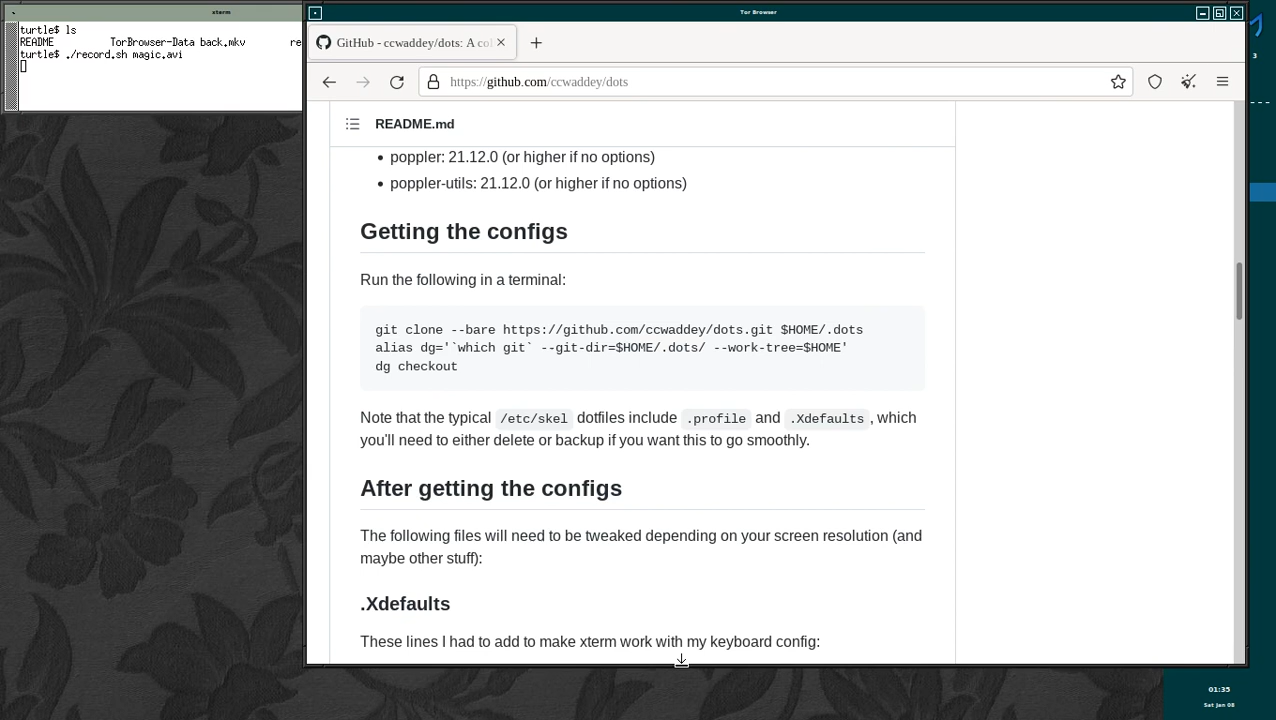 xterm
turtle$ ls
README TorBrowser-Data back.mkv re
turtle$ ./record.sh magic.avi
Tor Browser
GitHub - ccwaddey/dots: A col
https://github.com/ccwaddey/dots
README.md
poppler: 21.12.0 (or higher if no options)
poppler-utils: 21.12.0 (or higher if no options)
Getting the configs
Run the following in a terminal:
git clone --bare https://github.com/ccwaddey/dots.git $HOME/.dots
alias dg='`which git` --git-dir=$HOME/.dots/ --work-tree=$HOME'
dg checkout
Note that the typical /etc/skel dotfiles include .profile and .Xdefaults, which
you'll need to either delete or backup if you want this to go smoothly.
After getting the configs
The following files will need to be tweaked depending on your screen resolution (and
maybe other stuff):
.Xdefaults
These lines I had to add to make xterm work with my keyboard config:
3
01:35
Sat Jan 08